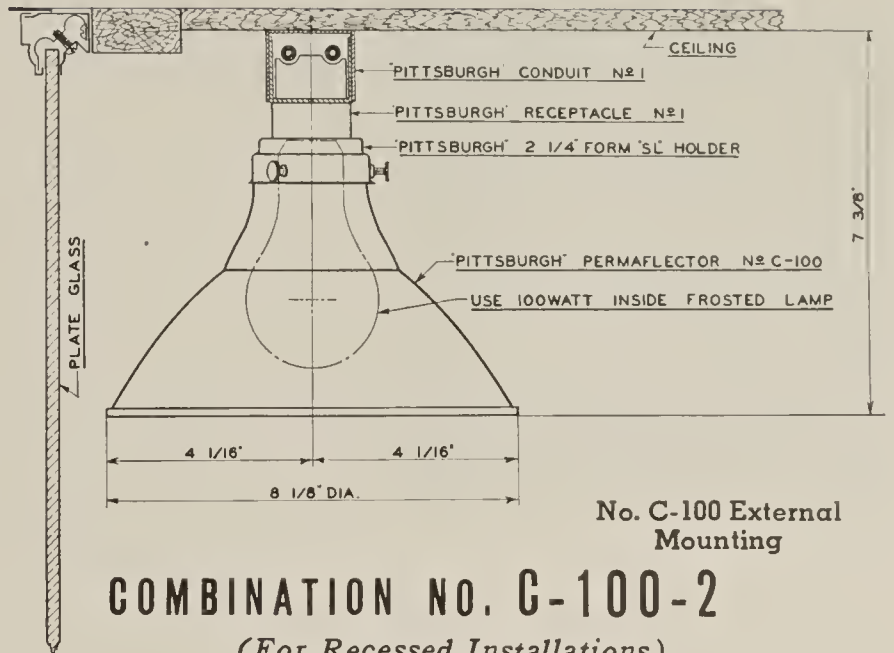 CEILING
"PITTSBURGH" CONDUIT № 1
"PITTSBURGH" RECEPTACLE № 1
"PITTSBURGH" 2 1/4" FORM "SL" HOLDER
7 3/8"
"PITTSBURGH" PERMAFLECTOR № C-100
USE 100WATT INSIDE FROSTED LAMP
PLATE GLASS
4 1/16" 4 1/16"
8 1/8" DIA.
No. C-100 External
Mounting
COMBINATION NO. C-100-2
(For Recessed Installations)